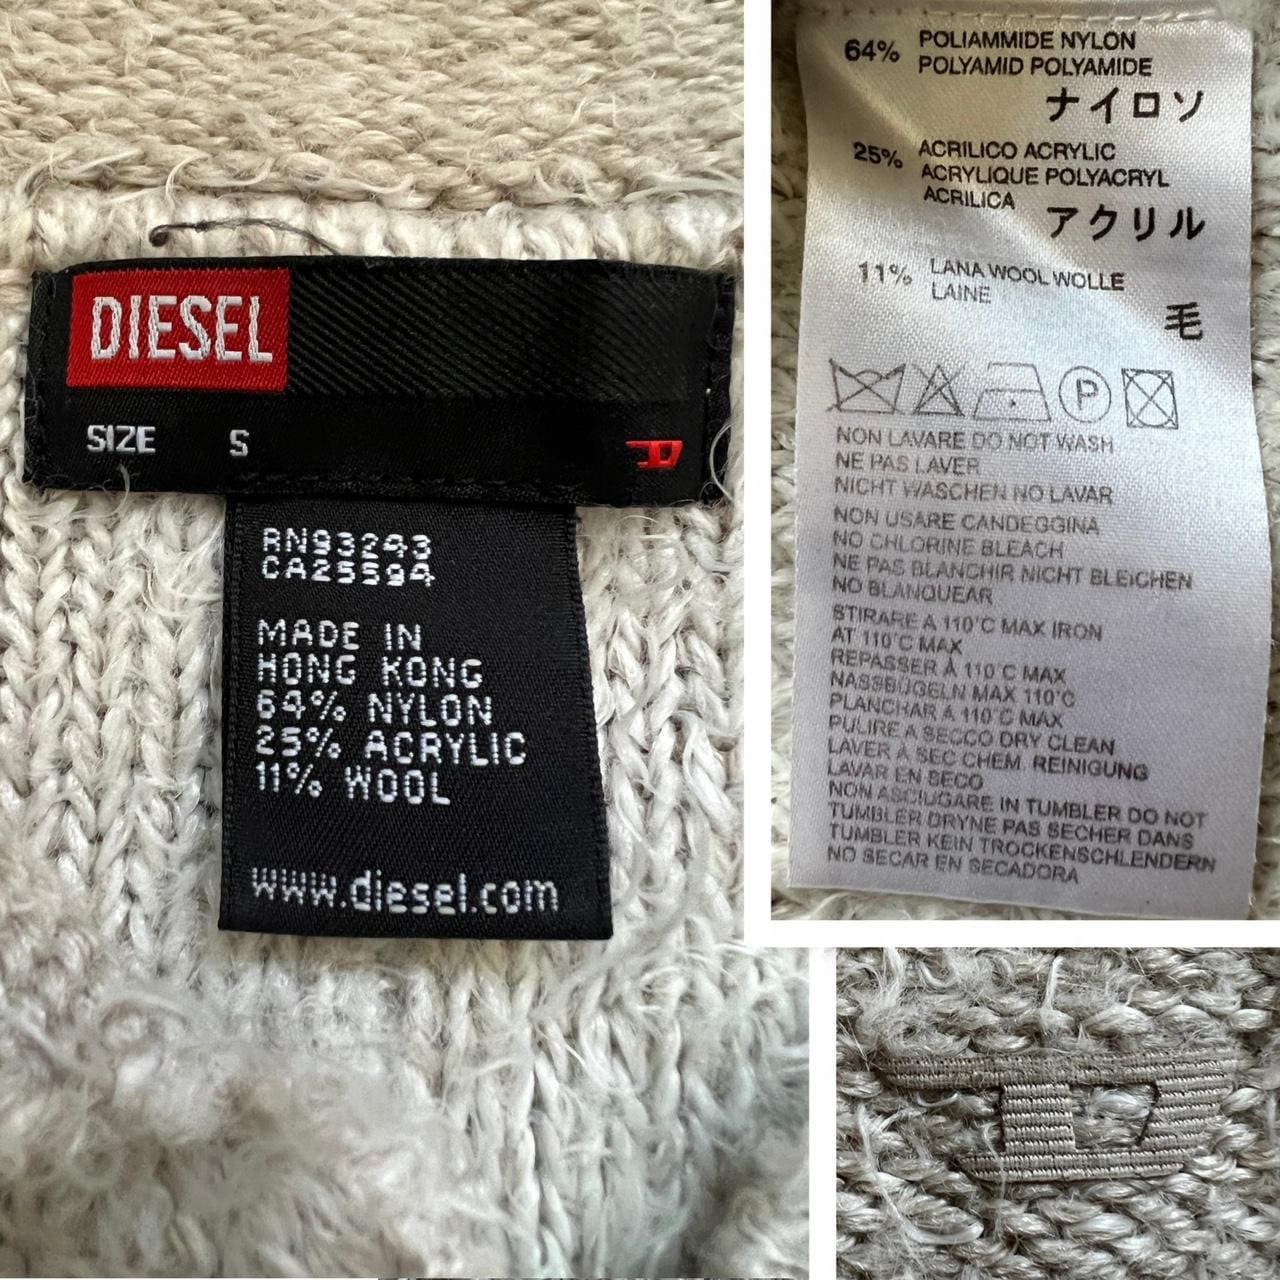 DIESEL
SIZE S
RN93243
CA25594
MADE IN
HONG KONG
64% NYLON
25% ACRYLIC
11% WOOL
www.diesel.com
64% POLIAMMIDE NYLON
POLYAMID POLYAMIDE
ナイロン
25% ACRILICO ACRYLIC
ACRYLIQUE POLYACRYL
ACRILICA
アクリル
11% LANA WOOL WOLLE
LAINE
毛
P
NON LAVARE DO NOT WASH
NE PAS LAVER
NICHT WASCHEN NO LAVAR
NON USARE CANDEGGINA
NO CHLORINE BLEACH
NE PAS BLANCHIR NICHT BLEICHEN
NO BLANQUEAR
STIRARE A 110°C MAX IRON
AT 110°C MAX
REPASSER À 110°C MAX
NASSBÜGELN MAX 110°C
PLANCHAR A 110°C MAX
PULIRE A SECCO DRY CLEAN
LAVER A SEC CHEM. REINIGUNG
LAVAR EN SECO
NON ASCIUGARE IN TUMBLER DO NOT
TUMBLER DRYNE PAS SECHER DANS
TUMBLER KEIN TROCKENSCHLENDERN
NO SECAR EN SECADORA